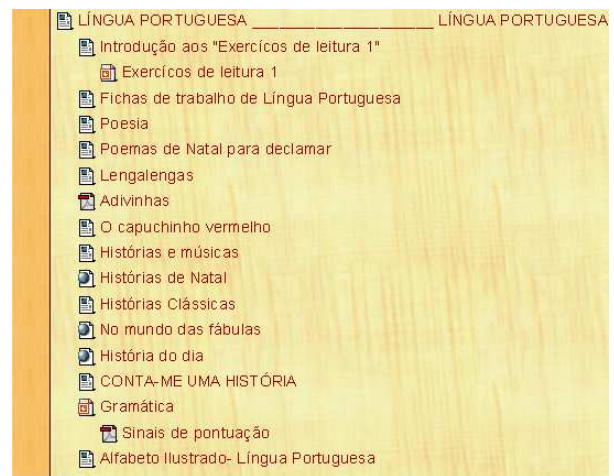 LÍNGUA PORTUGUESA ____________________ LÍNGUA PORTUGUESA
Introdução aos "Exercícos de leitura 1"
Exercícos de leitura 1
Fichas de trabalho de Língua Portuguesa
Poesia
Poemas de Natal para declamar
Lengalengas
Adivinhas
O capuchinho vermelho
Histórias e músicas
Histórias de Natal
Histórias Clássicas
No mundo das fábulas
História do dia
CONTA-ME UMA HISTÓRIA
Gramática
Sinais de pontuação
Alfabeto Ilustrado- Língua Portuguesa